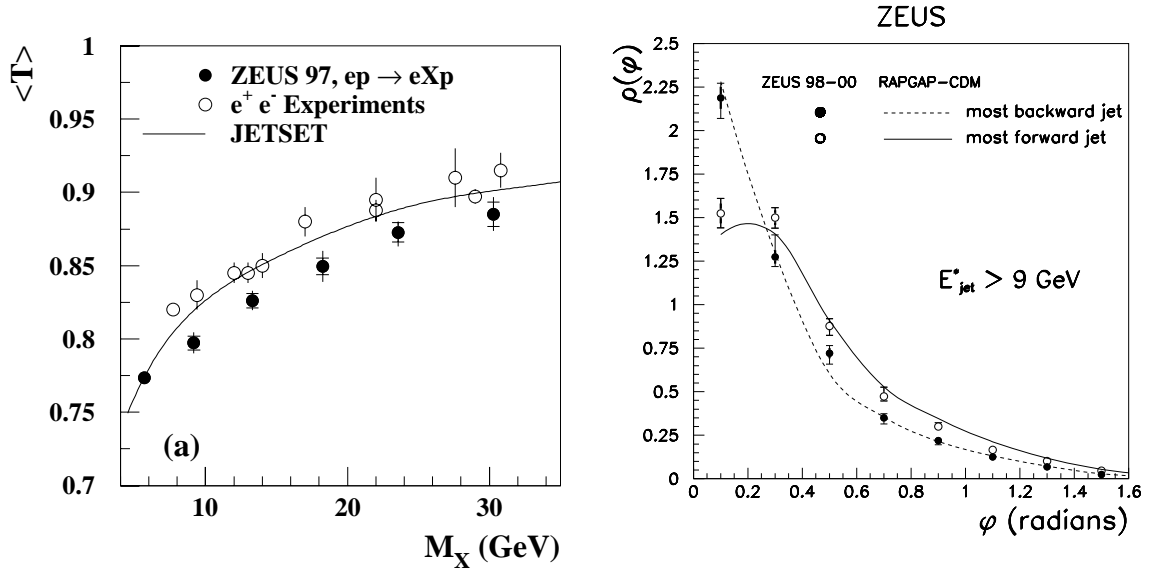 <T>
1
0.95
0.9
0.85
0.8
0.75
0.7
ZEUS 97, ep → eXp
e⁺ e⁻ Experiments
JETSET
(a)
10
20
30
M_X (GeV)
ZEUS
ρ(φ)
2.5
2.25
2
1.75
1.5
1.25
1
0.75
0.5
0.25
0
ZEUS 98-00 RAPGAP-CDM
most backward jet
most forward jet
E*_jet > 9 GeV
0 0.2 0.4 0.6 0.8 1 1.2 1.4 1.6
φ (radians)